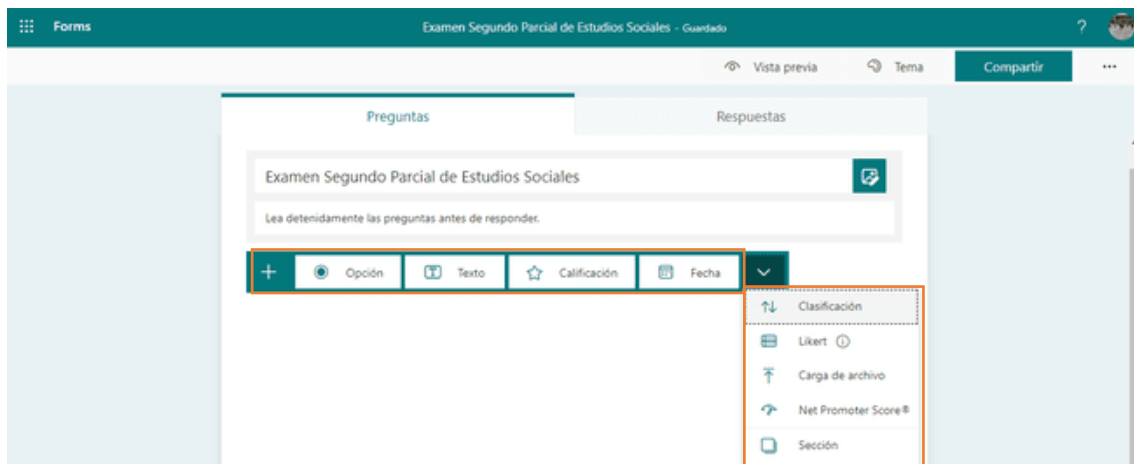 Forms
Examen Segundo Parcial de Estudios Sociales - Guardado
?
Vista previa
Tema
Compartir
...
Preguntas
Respuestas
Examen Segundo Parcial de Estudios Sociales
Lea detenidamente las preguntas antes de responder.
+ Opción Texto Calificación Fecha
Clasificación
Likert
Carga de archivo
Net Promoter Score®
Sección